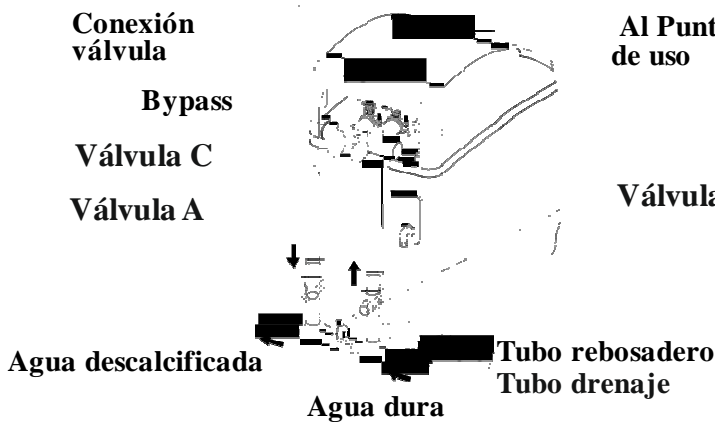 Conexión
válvula
Al Punt
de uso
Bypass
Válvula C
Válvula A
Válvula
Agua descalcificada
Tubo rebosadero
Tubo drenaje
Agua dura